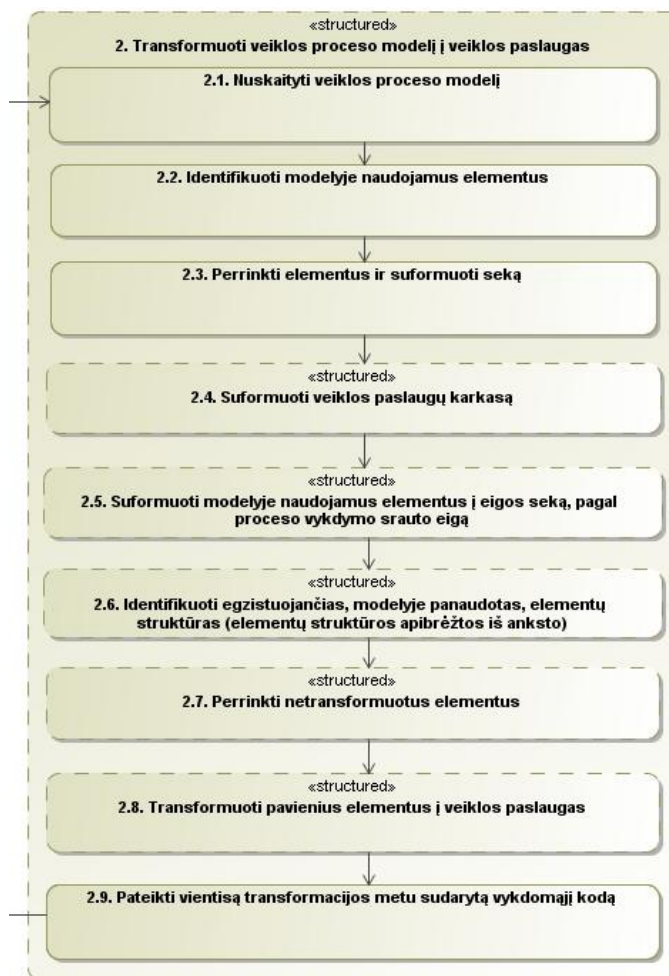 «structured»
2. Transformuoti veiklos proceso modelį į veiklos paslaugas
2.1. Nuskaityti veiklos proceso modelį
2.2. Identifikuoti modelyje naudojamus elementus
2.3. Perrinkti elementus ir suformuoti seką
«structured»
2.4. Suformuoti veiklos paslaugų karkasą
«structured»
2.5. Suformuoti modelyje naudojamus elementus į eigos seką, pagal
proceso vykdymo srauto eigą
«structured»
2.6. Identifikuoti egzistuojančias, modelyje panaudotas, elementų
struktūras (elementų struktūros apibrėžtos iš anksto)
«structured»
2.7. Perrinkti netransformuotus elementus
«structured»
2.8. Transformuoti pavienius elementus į veiklos paslaugas
2.9. Pateikti vientisą transformacijos metu sudarytą vykdomąjį kodą